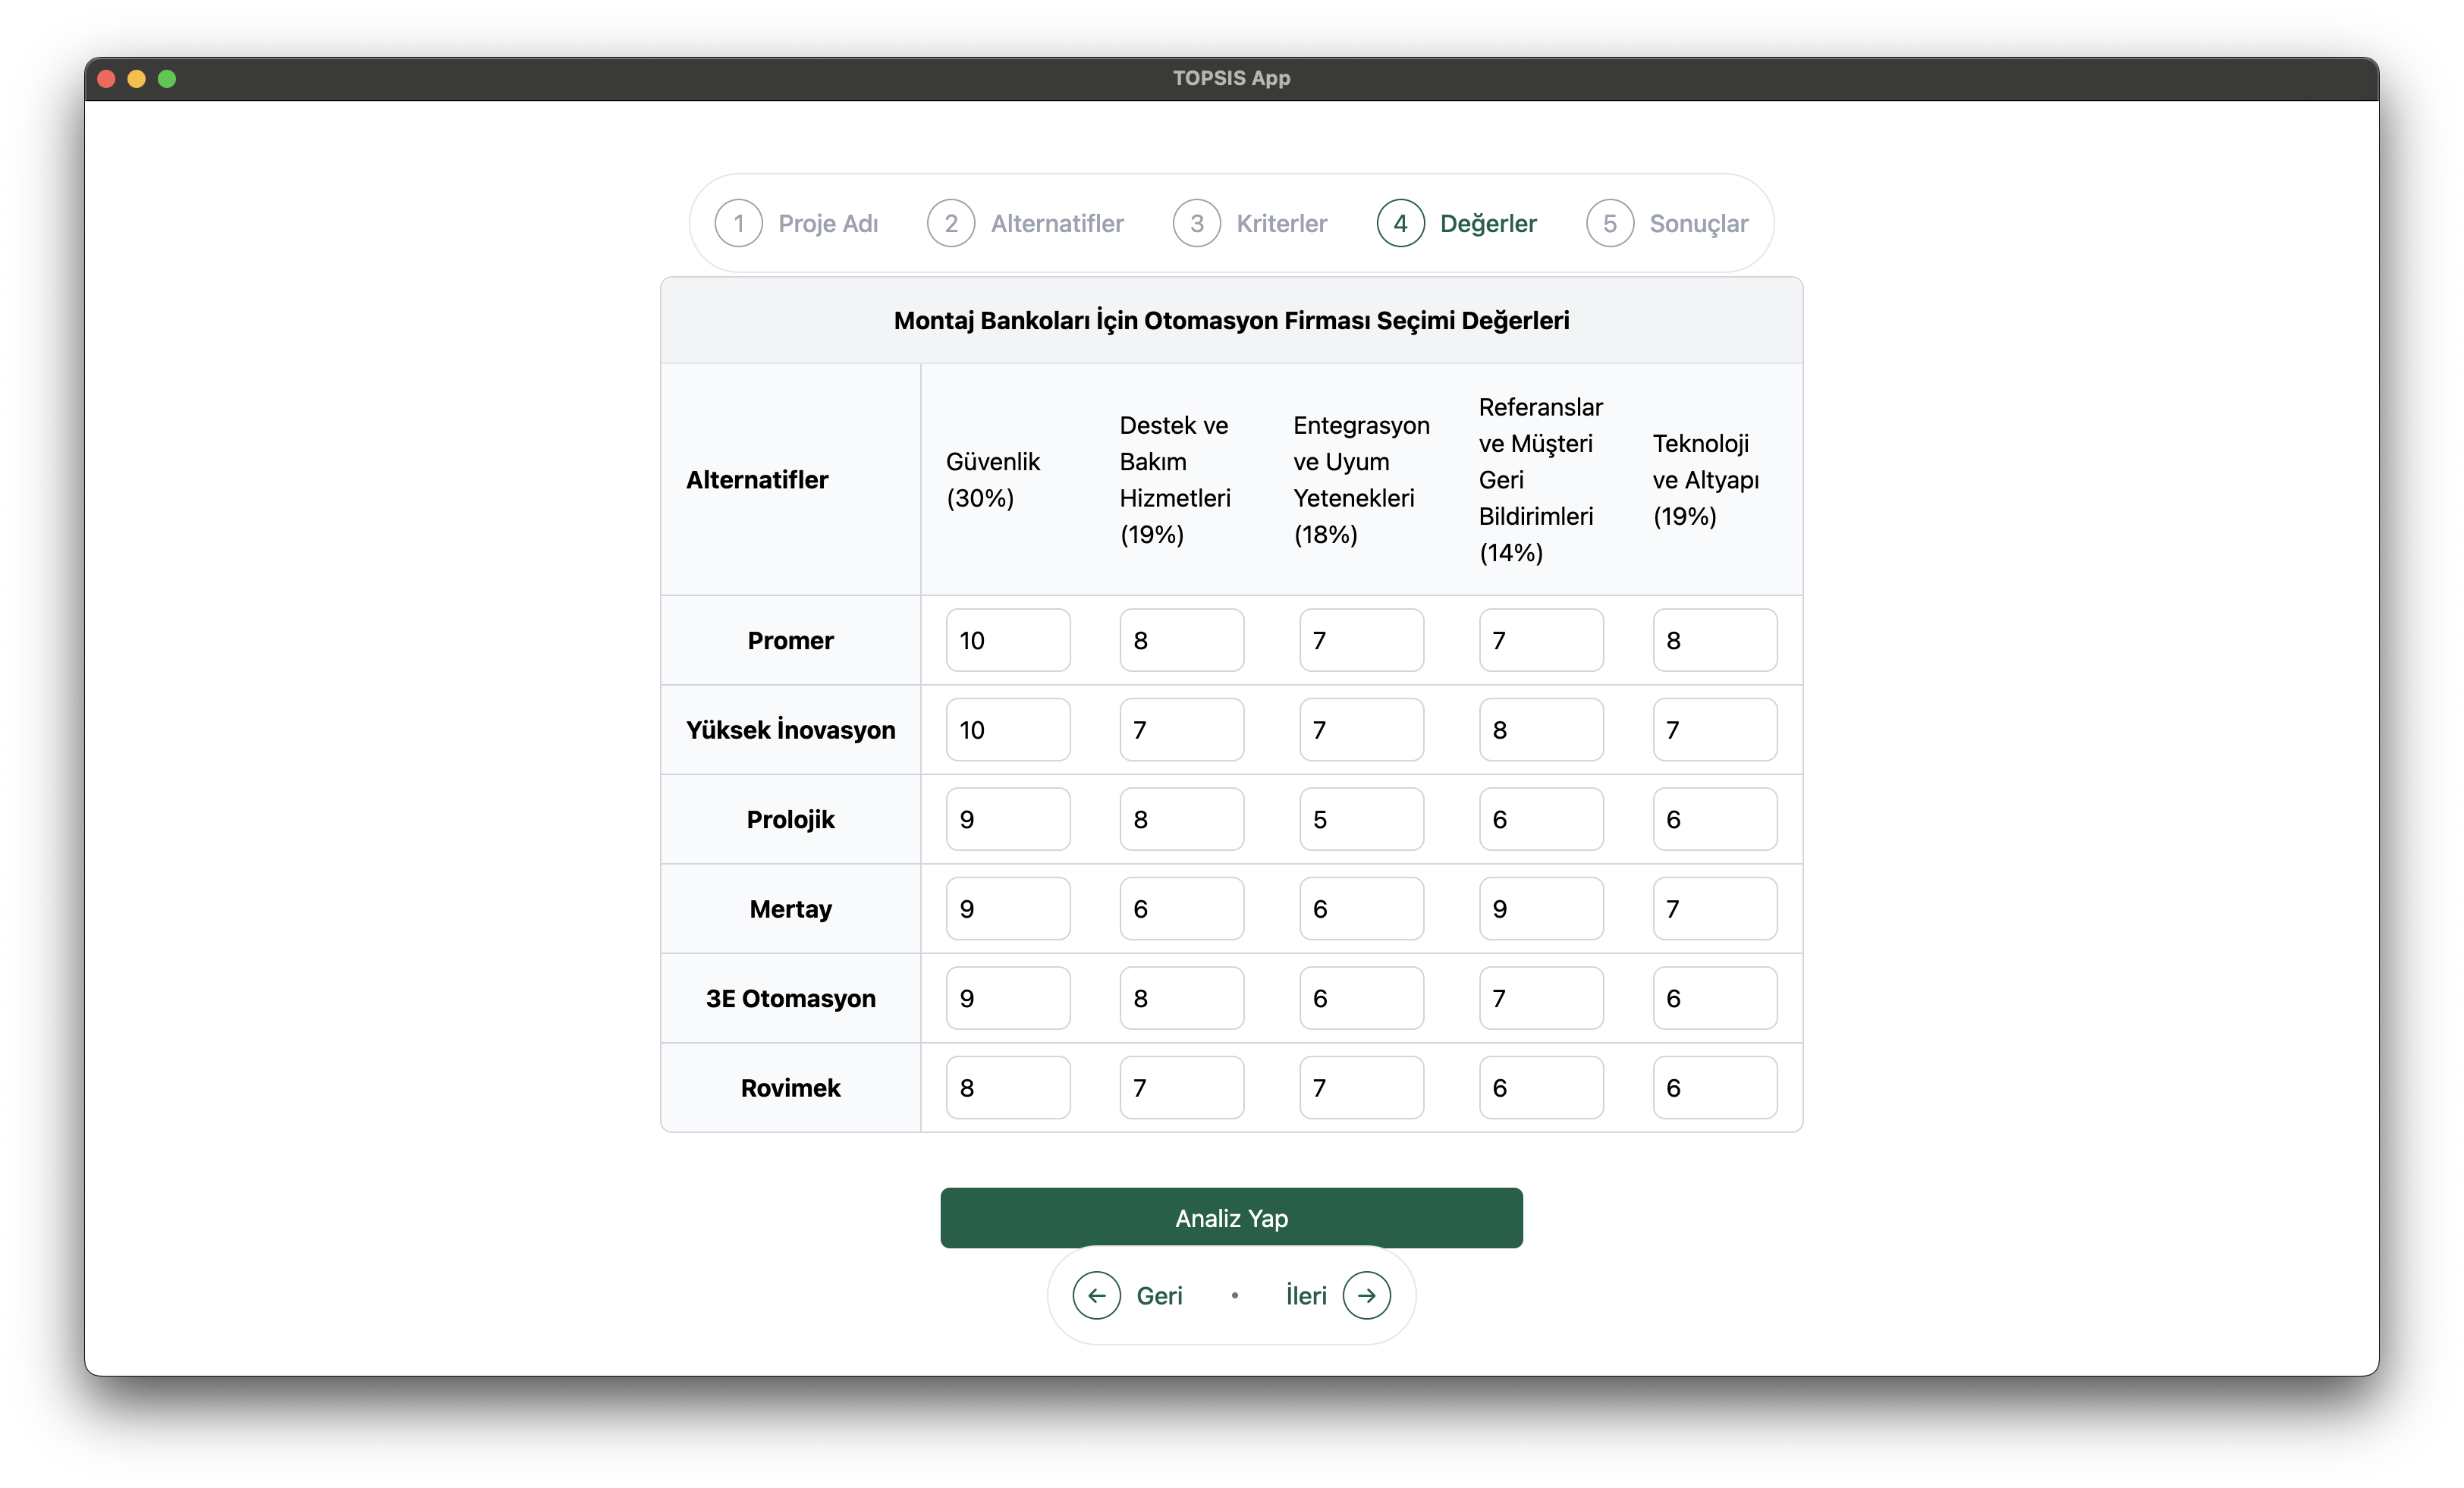 TOPSIS App
1 Proje Adı 2 Alternatifler 3 Kriterler 4 Değerler 5 Sonuçlar
Montaj Bankoları İçin Otomasyon Firması Seçimi Değerleri
Alternatifler
Güvenlik
(30%)
Destek ve
Bakım
Hizmetleri
(19%)
Entegrasyon
ve Uyum
Yetenekleri
(18%)
Referanslar
ve Müşteri
Geri
Bildirimleri
(14%)
Teknoloji
ve Altyapı
(19%)
Promer 10 8 7 7 8
Yüksek İnovasyon 10 7 7 8 7
Prolojik 9 8 5 6 6
Mertay 9 6 6 9 7
3E Otomasyon 9 8 6 7 6
Rovimek 8 7 7 6 6
Analiz Yap
Geri • İleri